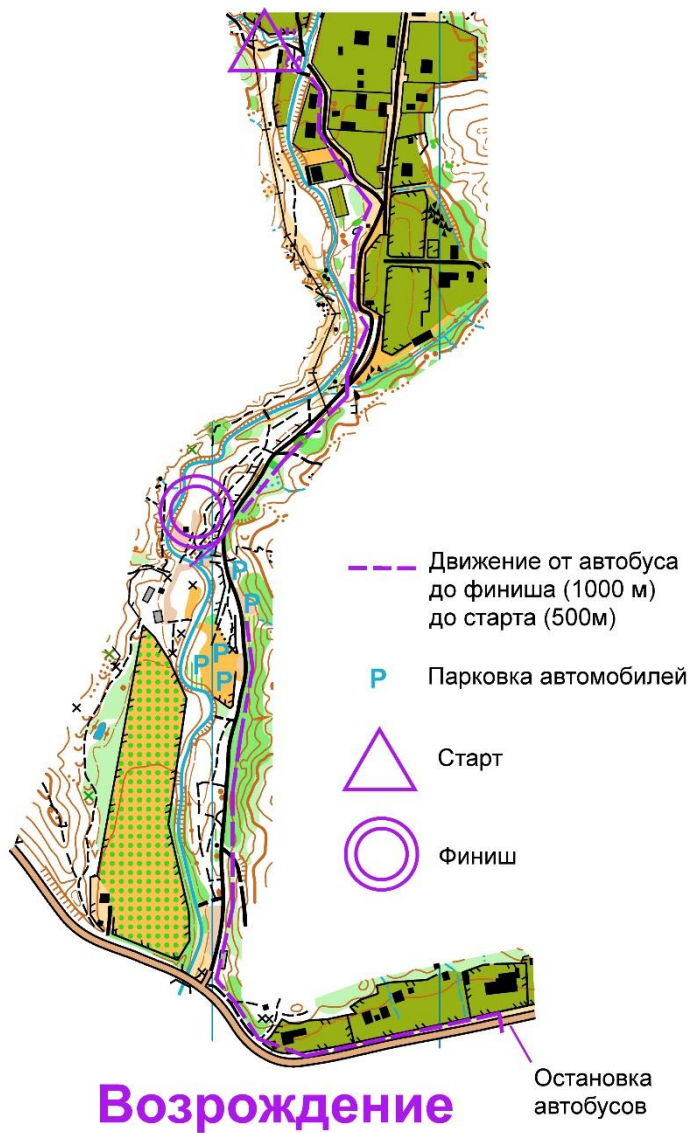 Движение от автобуса
до финиша (1000 м)
до старта (500м)
P
P
P Парковка автомобилей
P
P
P
Старт
Финиш
Остановка
автобусов
Возрождение